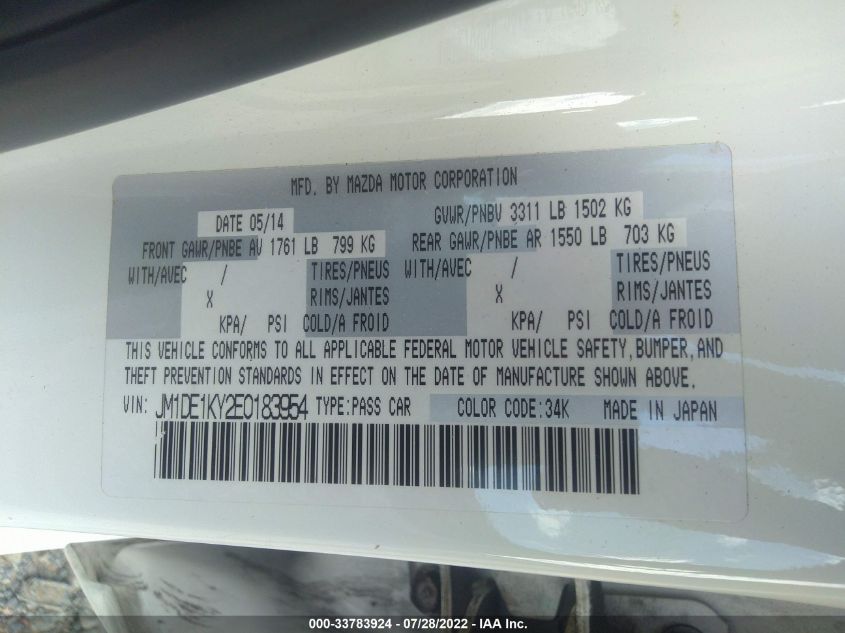 MFD. BY MAZDA MOTOR CORPORATION
DATE 05/14 GVWR/PNBV 3311 LB 1502 KG
FRONT GAWR/PNBE AV 1761 LB 799 KG REAR GAWR/PNBE AR 1550 LB 703 KG
WITH/AVEC / TIRES/PNEUS WITH/AVEC / TIRES/PNEUS
X RIMS/JANTES X RIMS/JANTES
KPA/ PSI COLD/A FROID KPA/ PSI COLD/A FROID
THIS VEHICLE CONFORMS TO ALL APPLICABLE FEDERAL MOTOR VEHICLE SAFETY, BUMPER, AND
THEFT PREVENTION STANDARDS IN EFFECT ON THE DATE OF MANUFACTURE SHOWN ABOVE.
VIN: JM1DE1KY2E0183954 TYPE:PASS CAR COLOR CODE:34K MADE IN JAPAN
000-33783924 - 07/28/2022 - IAA Inc.